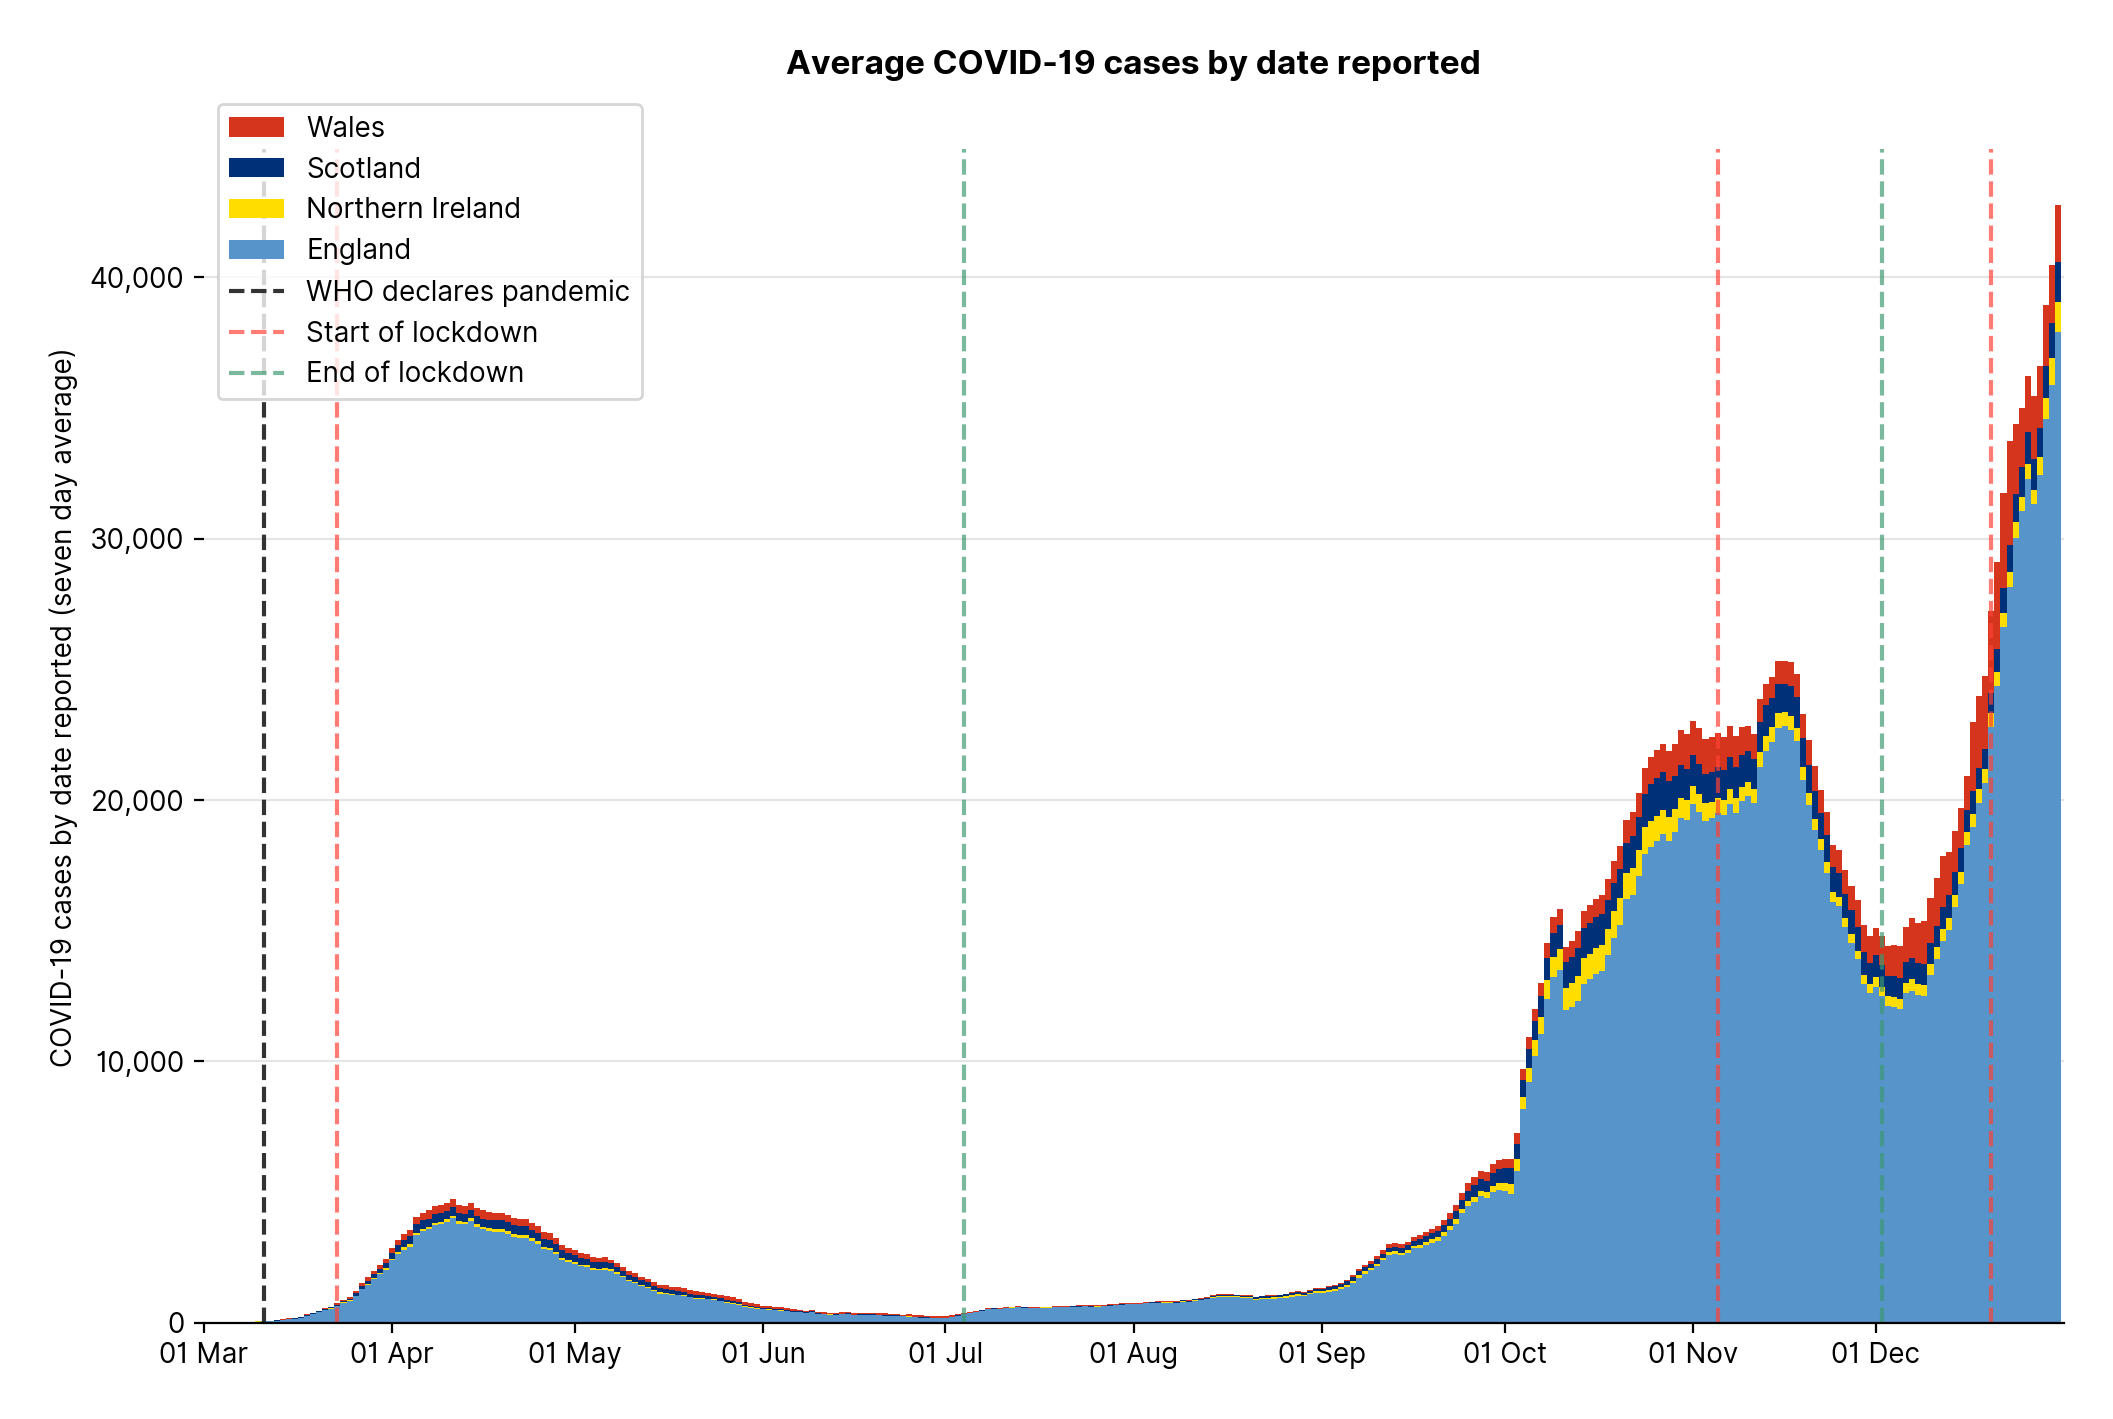 Average COVID-19 cases by date reported
Wales
Scotland
Northern Ireland
England
WHO declares pandemic
Start of lockdown
End of lockdown
COVID-19 cases by date reported (seven day average)
40,000
30,000
20,000
10,000
0
01 Mar 01 Apr 01 May 01 Jun 01 Jul 01 Aug 01 Sep 01 Oct 01 Nov 01 Dec